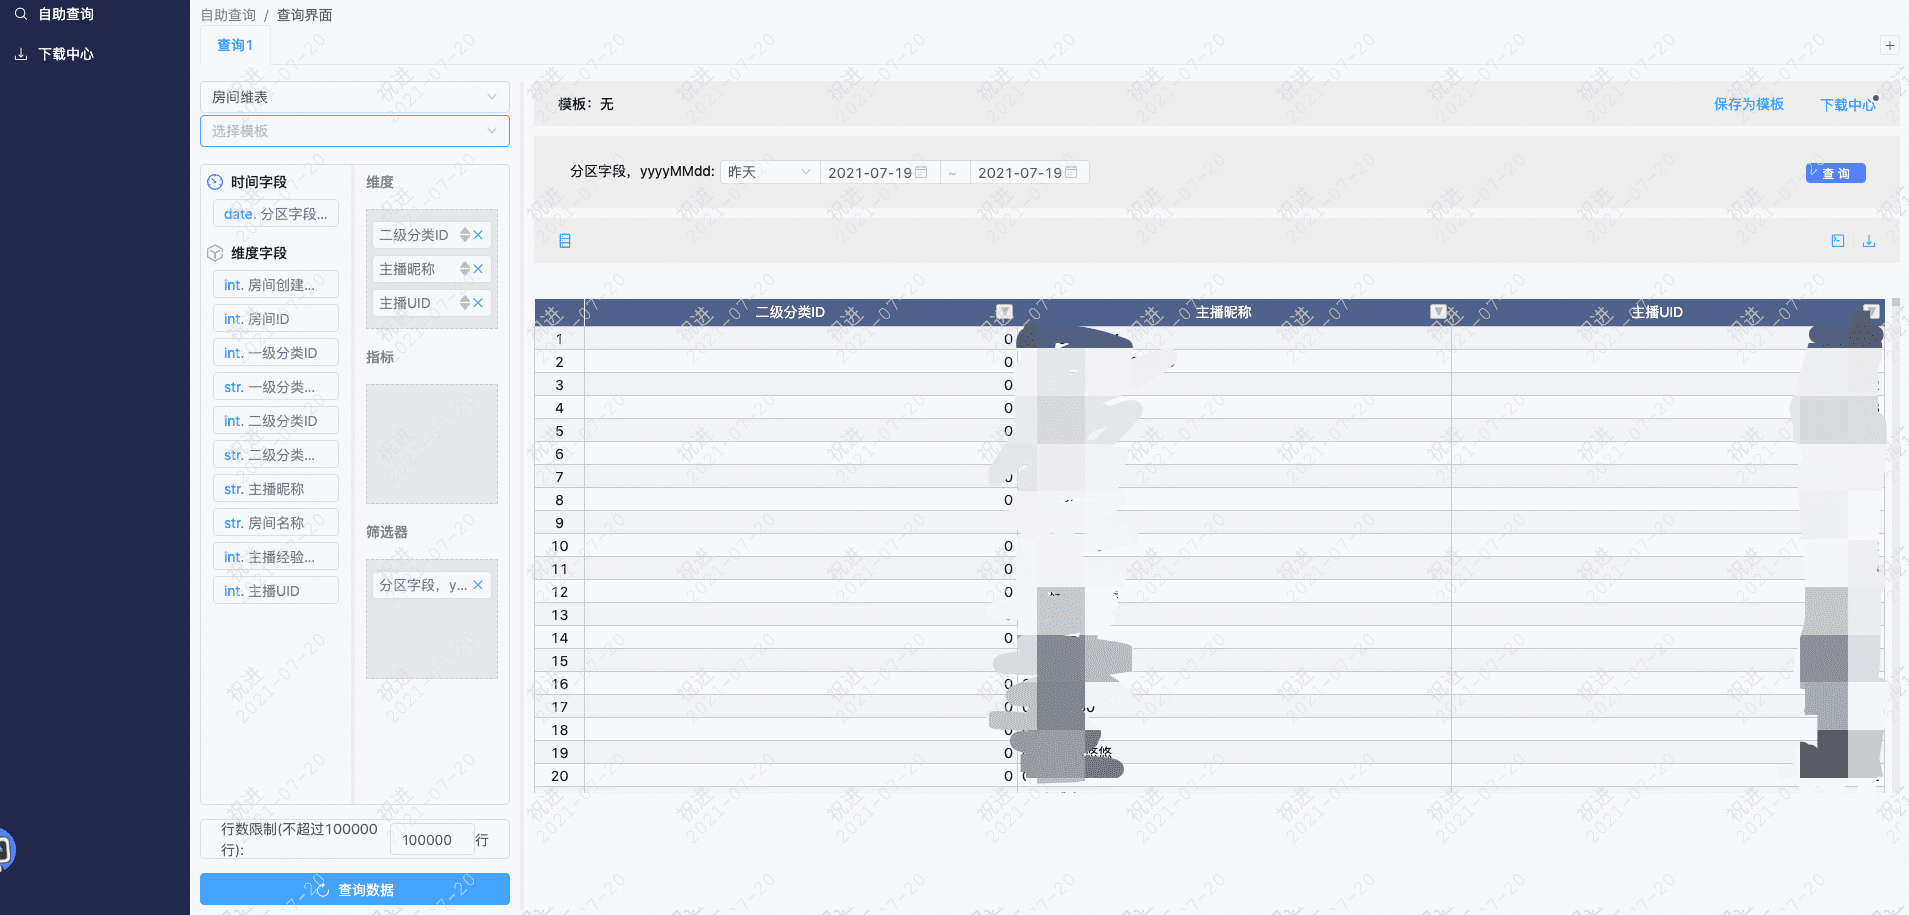 自助查询
下载中心
自助查询 / 查询界面
查询1
房间维表
选择模板
时间字段
date. 分区字段...
维度字段
int. 房间创建...
int. 房间ID
int. 一级分类ID
str. 一级分类...
int. 二级分类ID
str. 二级分类...
str. 主播昵称
str. 房间名称
int. 主播经验...
int. 主播UID
维度
二级分类ID
主播昵称
主播UID
指标
筛选器
分区字段，y...
行数限制(不超过100000
行):
100000 行
查询数据
模板：无
保存为模板
下载中心
分区字段，yyyyMMdd: 昨天 2021-07-19 ~ 2021-07-19
查 询
二级分类ID 主播昵称 主播UID
1 0
2 0
3 0
4 0
5 0
6
7 0
8 0
9
10 0
11 0
12 0
13
14 0
15
16 0
17 0
18 0
19 0 悠悠
20 0
祝进
2021-07-20